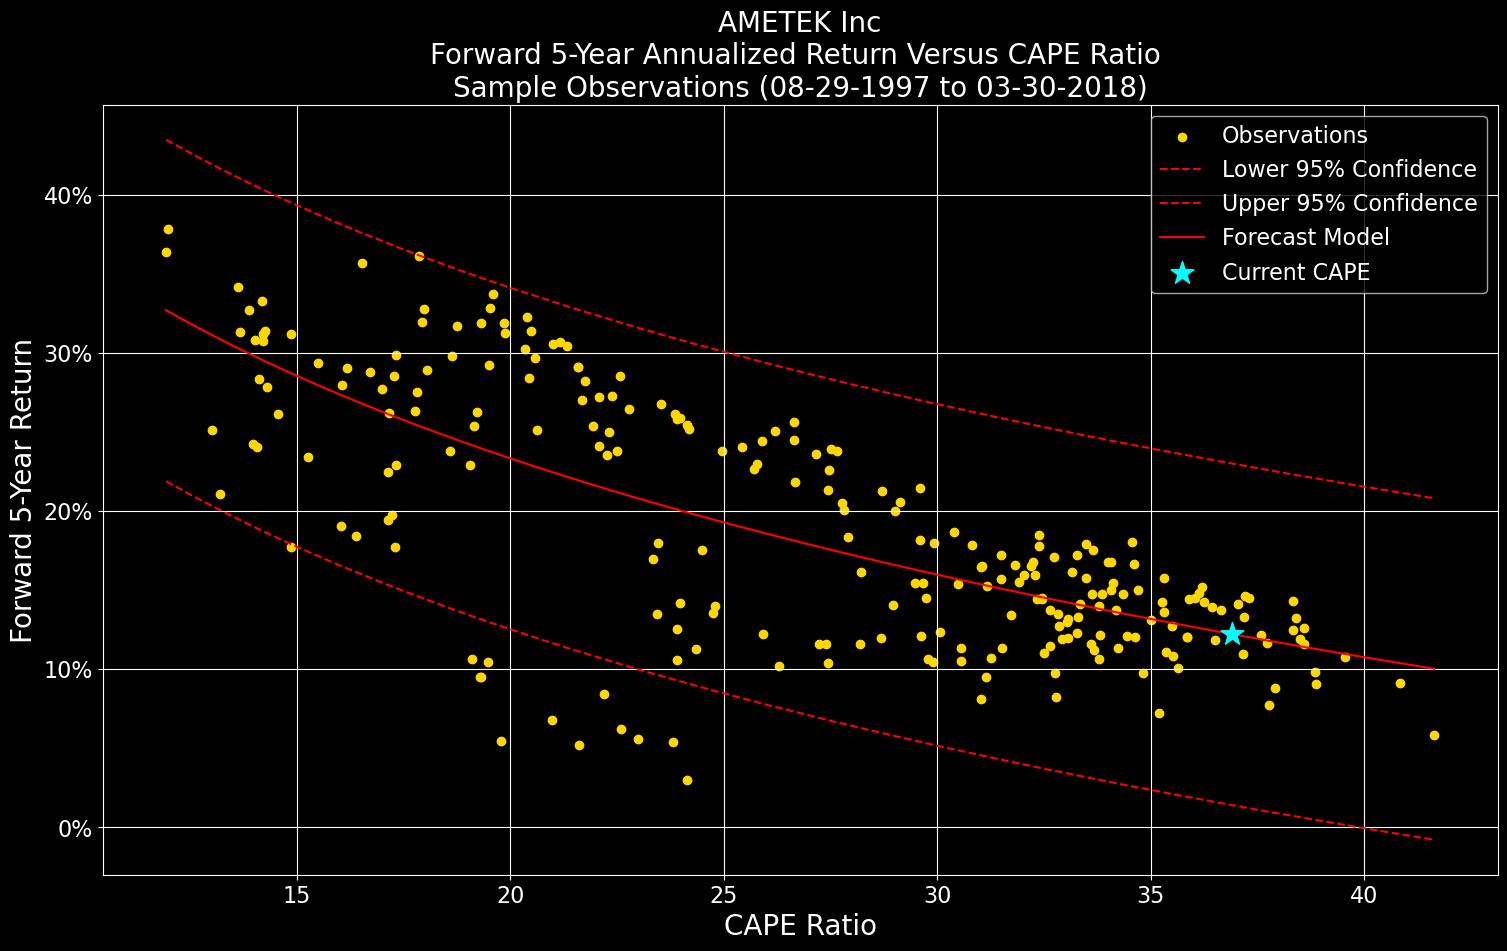 AMETEK Inc
Forward 5-Year Annualized Return Versus CAPE Ratio
Sample Observations (08-29-1997 to 03-30-2018)
Observations
Lower 95% Confidence
Upper 95% Confidence
Forecast Model
Current CAPE
Forward 5-Year Return
40%
30%
20%
10%
0%
15 20 25 30 35 40
CAPE Ratio